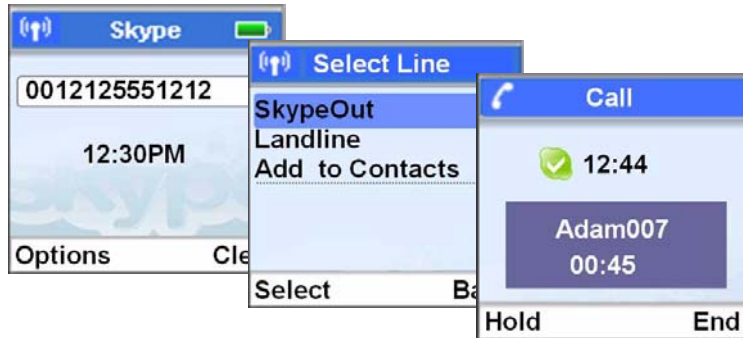 Skype
0012125551212
12:30PM
Options
Select Line
SkypeOut
Landline
Add to Contacts
Select
Call
12:44
Adam007
00:45
Hold End